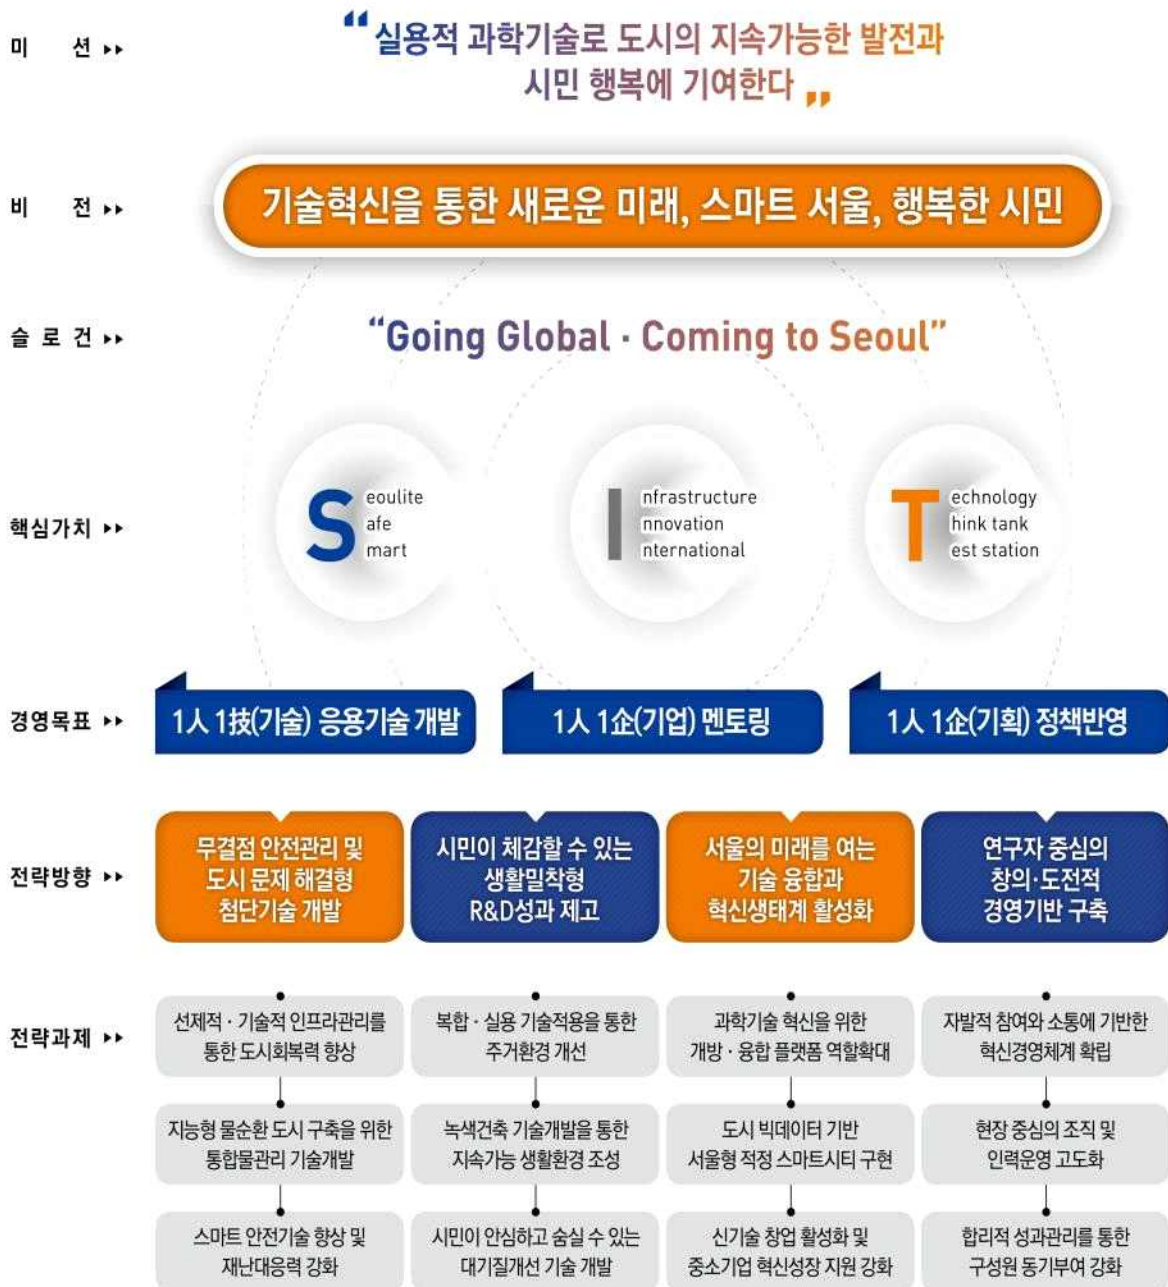 미 션 ▸▸
“ 실용적 과학기술로 도시의 지속가능한 발전과
시민 행복에 기여한다 ”
비 전 ▸▸
기술혁신을 통한 새로운 미래, 스마트 서울, 행복한 시민
슬 로 건 ▸▸
“Going Global · Coming to Seoul”
핵심가치 ▸▸
S
eoulite
afe
mart
I
nfrastructure
nnovation
nternational
T
echnology
hink tank
est station
경영목표 ▸▸
1人 1技(기술) 응용기술 개발
1人 1企(기업) 멘토링
1人 1企(기획) 정책반영
전략방향 ▸▸
무결점 안전관리 및
도시 문제 해결형
첨단기술 개발
시민이 체감할 수 있는
생활밀착형
R&D성과 제고
서울의 미래를 여는
기술 융합과
혁신생태계 활성화
연구자 중심의
창의·도전적
경영기반 구축
전략과제 ▸▸
선제적 · 기술적 인프라관리를
통한 도시회복력 향상
복합 · 실용 기술적용을 통한
주거환경 개선
과학기술 혁신을 위한
개방 · 융합 플랫폼 역할확대
자발적 참여와 소통에 기반한
혁신경영체계 확립
지능형 물순환 도시 구축을 위한
통합물관리 기술개발
녹색건축 기술개발을 통한
지속가능 생활환경 조성
도시 빅데이터 기반
서울형 적정 스마트시티 구현
현장 중심의 조직 및
인력운영 고도화
스마트 안전기술 향상 및
재난대응력 강화
시민이 안심하고 숨실 수 있는
대기질개선 기술 개발
신기술 창업 활성화 및
중소기업 혁신성장 지원 강화
합리적 성과관리를 통한
구성원 동기부여 강화